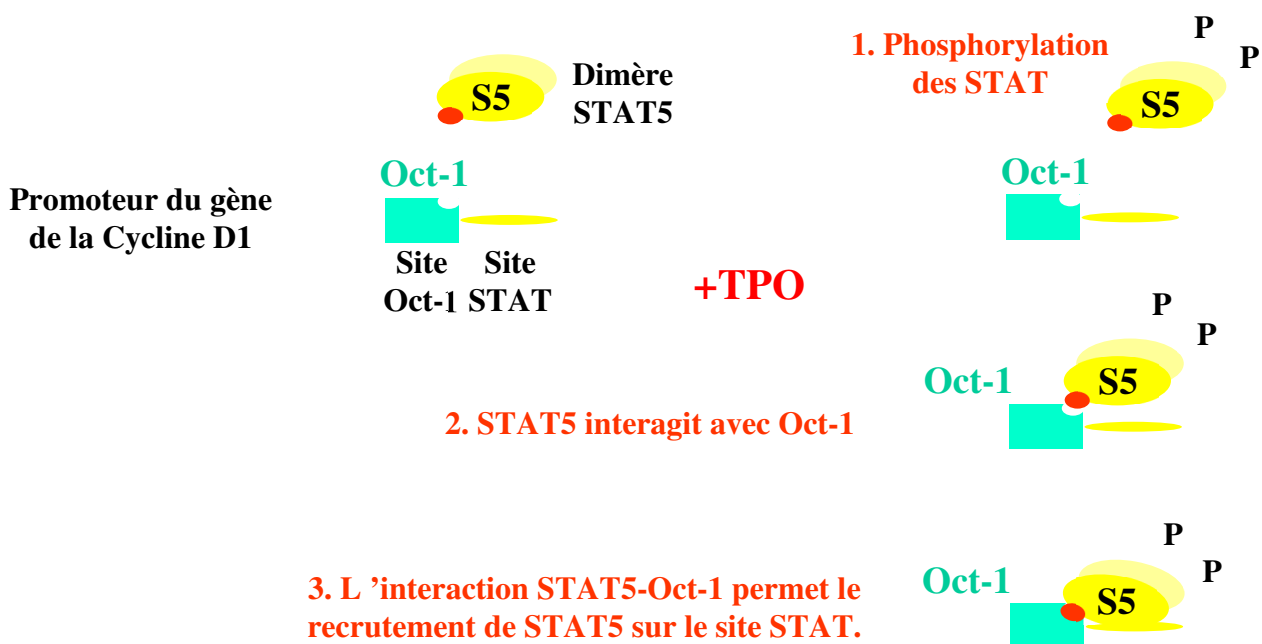 P
P
1. Phosphorylation
des STAT
S5
Dimère
STAT5
S5
Oct-1
Oct-1
Promoteur du gène
de la Cycline D1
Site Site
Oct-1 STAT
+TPO
P
P
Oct-1
S5
2. STAT5 interagit avec Oct-1
P
P
Oct-1
S5
3. L ’interaction STAT5-Oct-1 permet le
recrutement de STAT5 sur le site STAT.